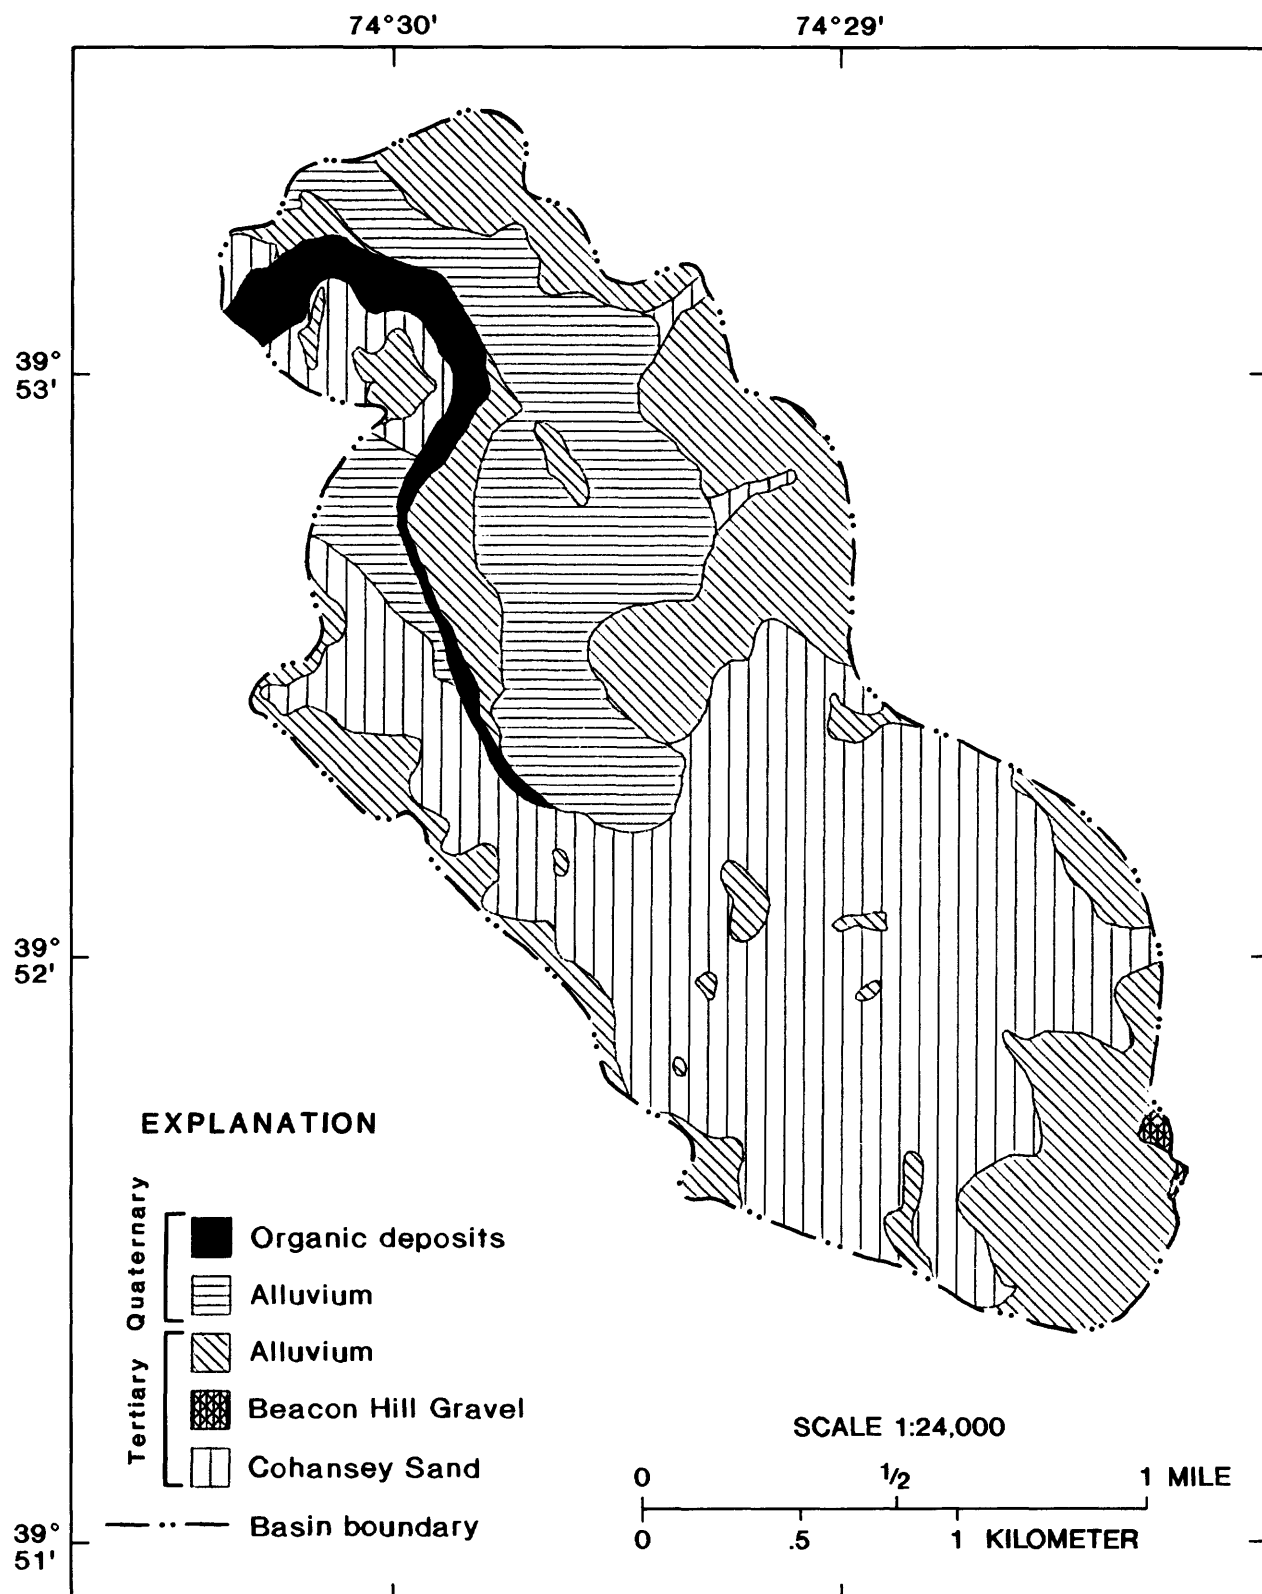 74°30'
74°29'
39°
53'
39°
52'
EXPLANATION
Quaternary
Organic deposits
Alluvium
Tertiary
Alluvium
Beacon Hill Gravel
Cohansey Sand
Basin boundary
SCALE 1:24,000
0 1/2 1 MILE
0 .5 1 KILOMETER
39°
51'